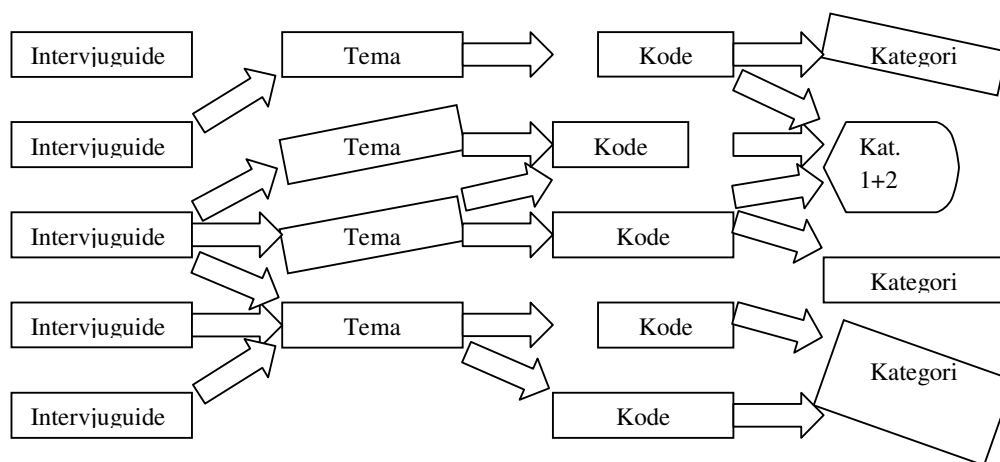 Intervjuguide
Tema
Kode
Kategori
Intervjuguide
Tema
Kode
Kat.
1+2
Intervjuguide
Tema
Kode
Kategori
Intervjuguide
Tema
Kode
Kategori
Intervjuguide
Kode